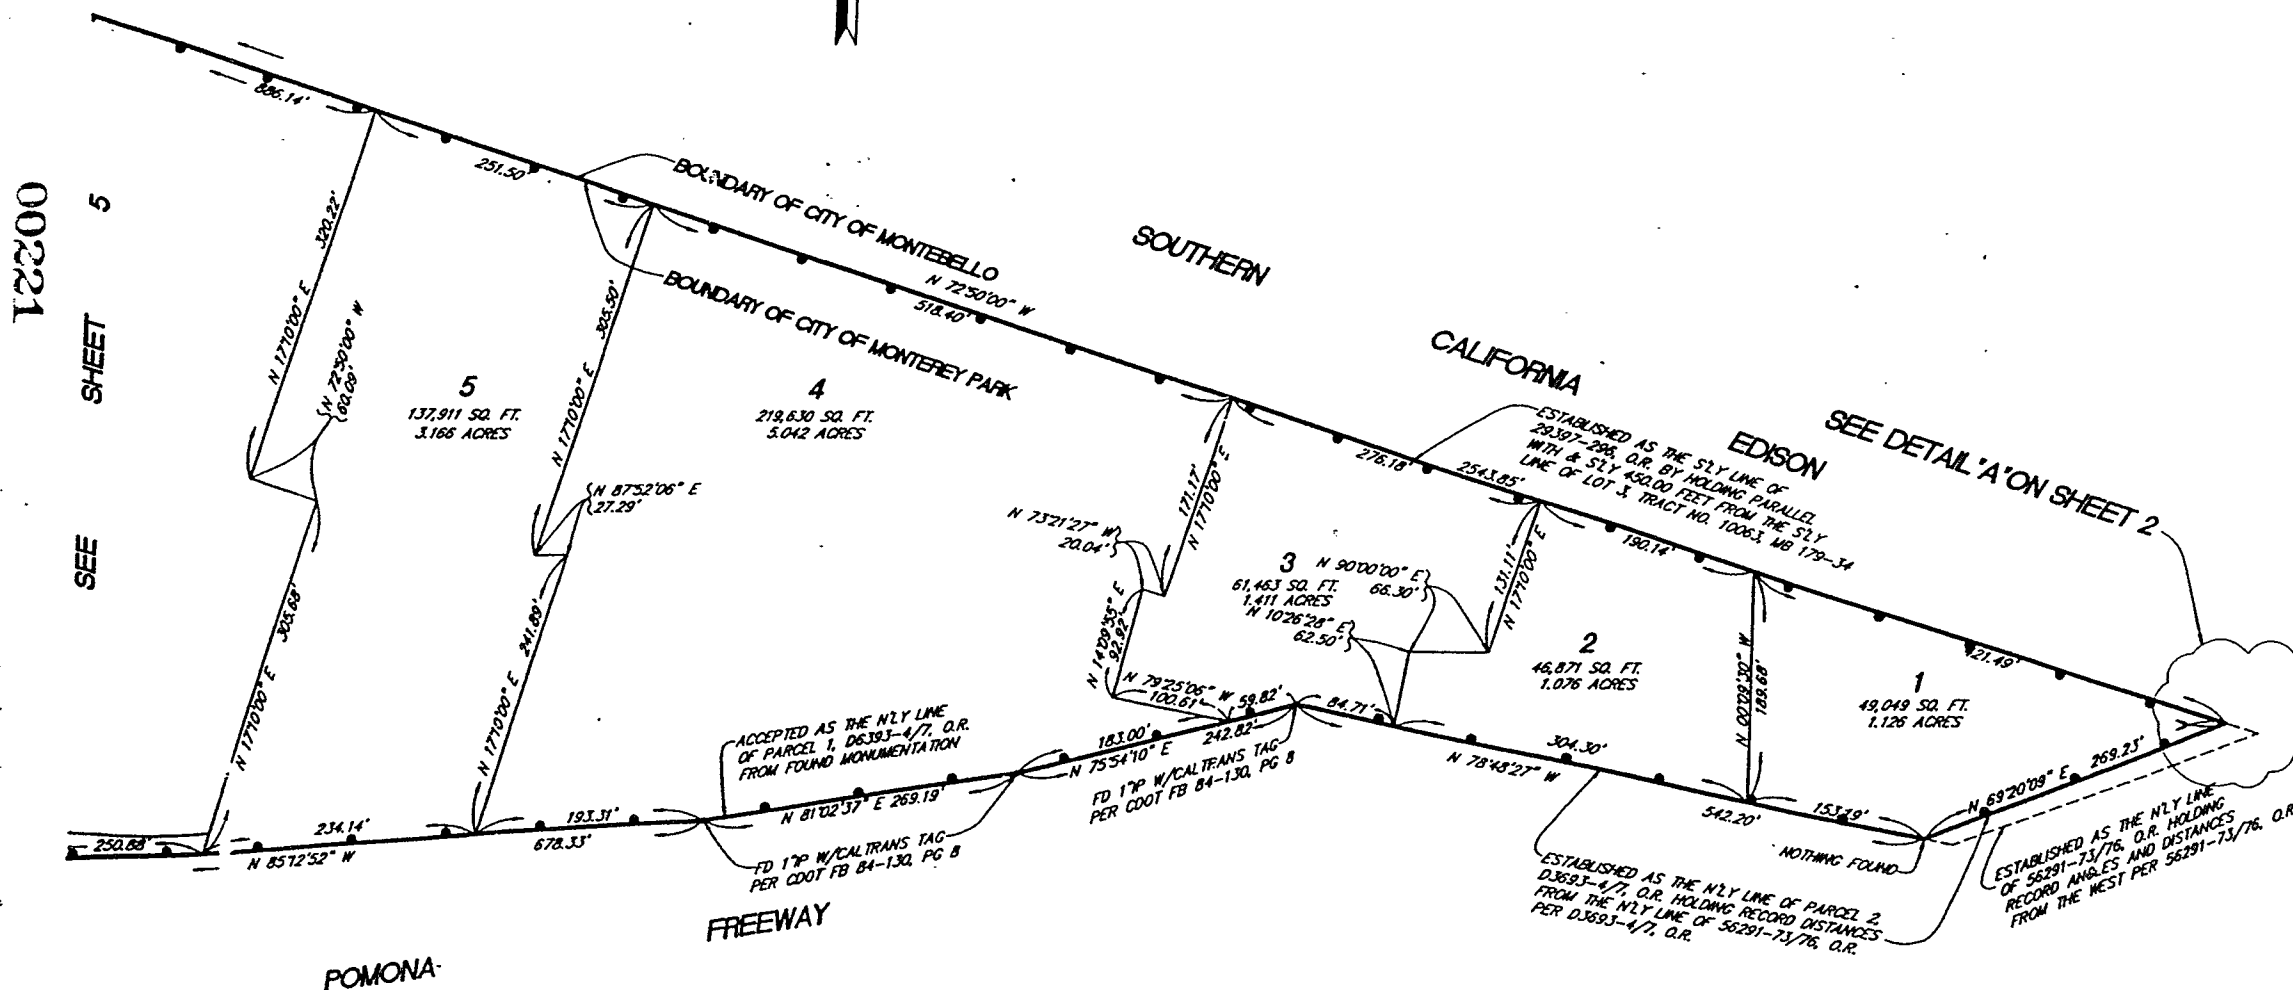 00221
SEE SHEET 5
886.14'
251.50'
BOUNDARY OF CITY OF MONTEBELLO
BOUNDARY OF CITY OF MONTEREY PARK
N 72°50'00" W
518.40'
SOUTHERN
CALIFORNIA
EDISON
SEE DETAIL "A" ON SHEET 2
320.22'
N 17°10'00" E
N 72°50'00" W
60.09'
305.68'
N 17°10'00" E
5
137,911 SQ. FT.
3.166 ACRES
305.50'
N 17°10'00" E
N 87°52'06" E
27.29'
241.89'
N 17°10'00" E
4
219,630 SQ. FT.
5.042 ACRES
171.17'
N 17°10'00" E
N 73°21'27" W
20.04'
N 14°09'55" E
92.92'
N 79°25'06" W
100.61'
276.18'
2543.85'
ESTABLISHED AS THE S'LY LINE OF
29397-296, O.R. BY HOLDING PARALLEL
WITH & S'LY 450.00 FEET FROM THE S'LY
LINE OF LOT 3, TRACT NO. 10063, MB 179-34
3
61,463 SQ. FT.
1.411 ACRES
N 90°00'00" E
66.30'
N 10°26'28" E
62.50'
131.11'
N 17°10'00" E
190.14'
2
46,871 SQ. FT.
1.076 ACRES
N 00°09'30" W
189.68'
421.49'
1
49,049 SQ. FT.
1.126 ACRES
250.88'
234.14'
N 85°12'52" W
193.31'
678.33'
ACCEPTED AS THE N'LY LINE
OF PARCEL 1, D6393-4/7, O.R.
FROM FOUND MONUMENTATION
N 81°02'37" E 269.19'
FD 1"IP W/CALTRANS TAG
PER CDOT FB 84-130, PG 8
183.00'
59.82'
N 75°54'10" E
242.82'
FD 1"IP W/CALTRANS TAG
PER CDOT FB 84-130, PG 8
84.71'
304.30'
N 78°48'27" W
542.20'
NOTHING FOUND
N 69°20'09" E
269.23'
ESTABLISHED AS THE N'LY LINE OF PARCEL 2,
D3693-4/7, O.R. HOLDING RECORD DISTANCES
FROM THE N'LY LINE OF 56291-73/76, O.R.
PER D3693-4/7, O.R.
ESTABLISHED AS THE N'LY LINE
OF 56291-73/76, O.R. HOLDING
RECORD ANGLES AND DISTANCES
FROM THE WEST PER 56291-73/76, O.R.
POMONA
FREEWAY